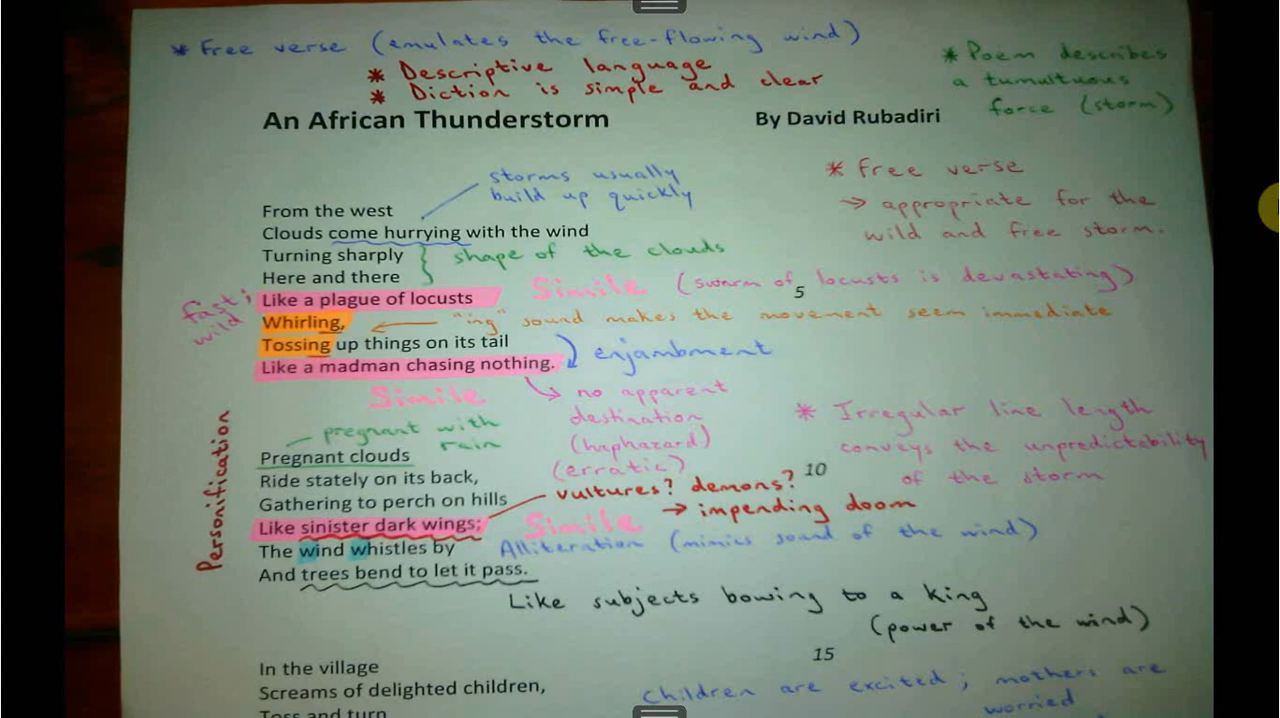 * Free verse (emulates the free-flowing wind)
* Descriptive language
* Diction is simple and clear
* Poem describes
a tumultuous
force (storm)
An African Thunderstorm By David Rubadiri
storms usually
build up quickly
* free verse
→ appropriate for the
wild and free storm.
From the west
Clouds come hurrying with the wind
Turning sharply
Here and there
shape of the clouds
Like a plague of locusts
Simile (swarm of locusts is devastating)
5
fast;
wild
Whirling,
"ing" sound makes the movement seem immediate
Tossing up things on its tail
enjambment
Like a madman chasing nothing.
Simile
no apparent
destination
(haphazard)
(erratic)
* Irregular line length
conveys the unpredictability
of the storm
Personification
pregnant with
rain
Pregnant clouds
Ride stately on its back,
10
Gathering to perch on hills
vultures? demons?
→ impending doom
Like sinister dark wings;
Simile
The wind whistles by
Alliteration (mimics sound of the wind)
And trees bend to let it pass.
Like subjects bowing to a king
(power of the wind)
15
In the village
Screams of delighted children,
children are excited; mothers are
worried
Toss and turn